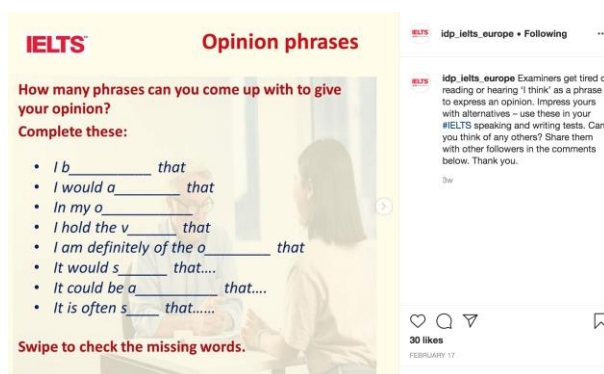 IELTS™
Opinion phrases
How many phrases can you come up with to give
your opinion?
Complete these:
• I b__________ that
• I would a________ that
• In my o___________
• I hold the v______ that
• I am definitely of the o________ that
• It would s______ that....
• It could be a__________ that....
• It is often s____ that......
Swipe to check the missing words.
IELTS
idp_ielts_europe • Following
IELTS
idp_ielts_europe Examiners get tired o
reading or hearing 'I think' as a phrase
to express an opinion. Impress yours
with alternatives – use these in your
#IELTS speaking and writing tests. Can
you think of any others? Share them
with other followers in the comments
below. Thank you.
3w
30 likes
FEBRUARY 17